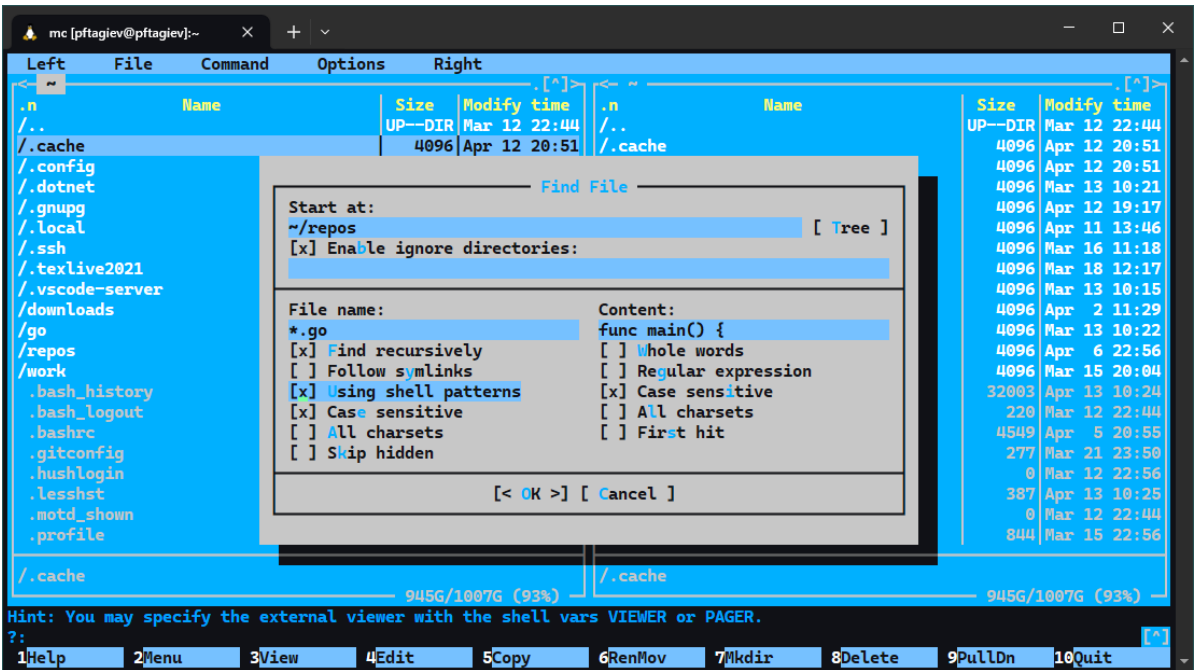 mc [pftagiev@pftagiev]:~
Left File Command Options Right
<- ~ .[^]> <- ~ .[^]>
.n Name Size Modify time .n Name Size Modify time
/.. UP--DIR Mar 12 22:44 /.. UP--DIR Mar 12 22:44
/.cache 4096 Apr 12 20:51 /.cache 4096 Apr 12 20:51
/.config 4096 Apr 12 20:51
/.dotnet Find File 4096 Mar 13 10:21
/.gnupg Start at: 4096 Apr 12 19:17
/.local ~/repos [ Tree ] 4096 Apr 11 13:46
/.ssh [x] Enable ignore directories: 4096 Mar 16 11:18
/.texlive2021 4096 Mar 18 12:17
/.vscode-server 4096 Mar 13 10:15
/downloads File name: Content: 4096 Apr 2 11:29
/go *.go func main() { 4096 Mar 13 10:22
/repos [x] Find recursively [ ] Whole words 4096 Apr 6 22:56
/work [ ] Follow symlinks [ ] Regular expression 4096 Mar 15 20:04
.bash_history [x] Using shell patterns [x] Case sensitive 32003 Apr 13 10:24
.bash_logout [x] Case sensitive [ ] All charsets 220 Mar 12 22:44
.bashrc [ ] All charsets [ ] First hit 4549 Apr 5 20:55
.gitconfig [ ] Skip hidden 277 Mar 21 23:50
.hushlogin 0 Mar 12 22:56
.lesshst [< OK >] [ Cancel ] 387 Apr 13 10:25
.motd_shown 0 Mar 12 22:44
.profile 844 Mar 15 22:56
/.cache /.cache
945G/1007G (93%) 945G/1007G (93%)
Hint: You may specify the external viewer with the shell vars VIEWER or PAGER.
?: [^]
1Help 2Menu 3View 4Edit 5Copy 6RenMov 7Mkdir 8Delete 9PullDn 10Quit